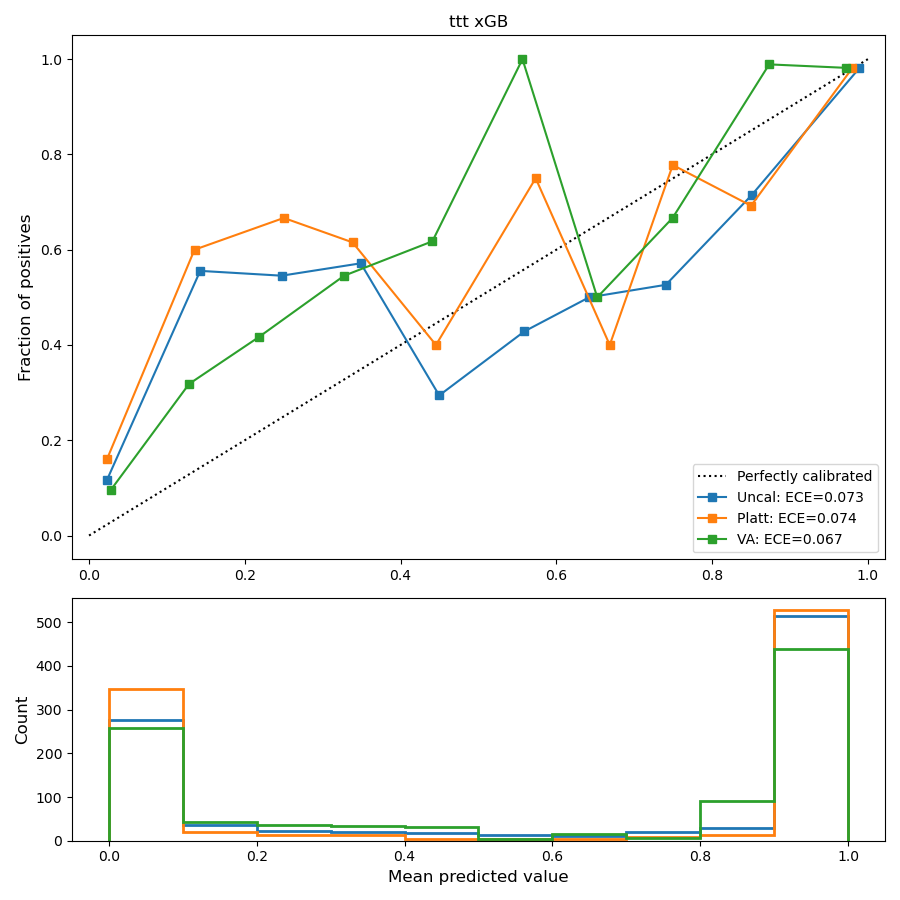 ttt xGB
1.0
0.8
0.6
0.4
0.2
0.0
Fraction of positives
Perfectly calibrated
Uncal: ECE=0.073
Platt: ECE=0.074
VA: ECE=0.067
0.0 0.2 0.4 0.6 0.8 1.0
500
400
300
200
100
0
Count
0.0 0.2 0.4 0.6 0.8 1.0
Mean predicted value